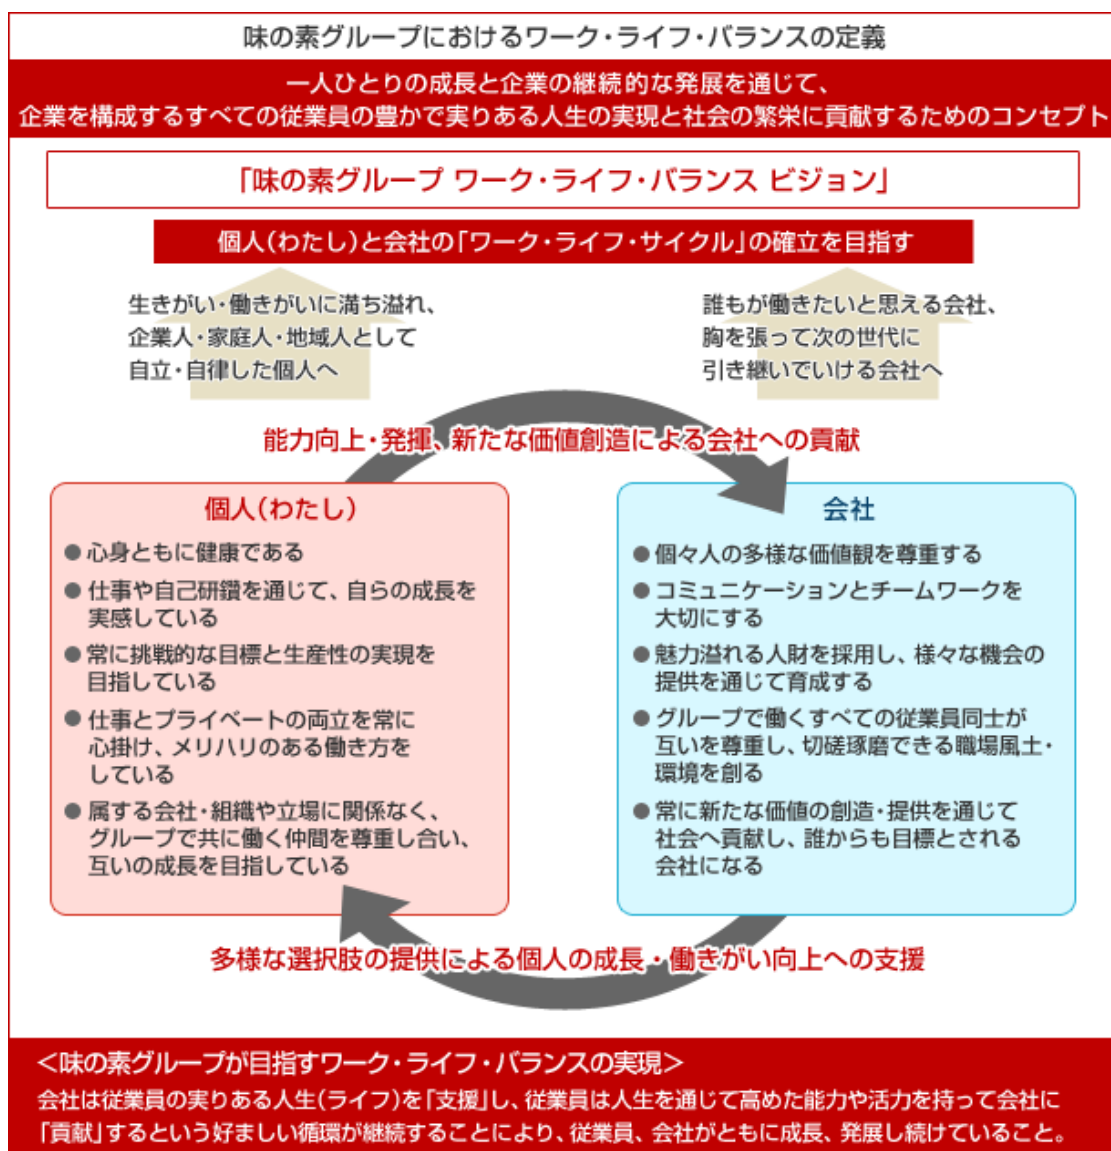 味の素グループにおけるワーク・ライフ・バランスの定義
一人ひとりの成長と企業の継続的な発展を通じて、
企業を構成するすべての従業員の豊かで実りある人生の実現と社会の繁栄に貢献するためのコンセプト
「味の素グループ ワーク・ライフ・バランス ビジョン」
個人(わたし)と会社の「ワーク・ライフ・サイクル」の確立を目指す
生きがい・働きがいに満ち溢れ、
企業人・家庭人・地域人として
自立・自律した個人へ
誰もが働きたいと思える会社、
胸を張って次の世代に
引き継いでいける会社へ
能力向上・発揮、新たな価値創造による会社への貢献
個人(わたし)
●心身ともに健康である
●仕事や自己研鑽を通じて、自らの成長を
実感している
●常に挑戦的な目標と生産性の実現を
目指している
●仕事とプライベートの両立を常に
心掛け、メリハリのある働き方を
している
●属する会社・組織や立場に関係なく、
グループで共に働く仲間を尊重し合い、
互いの成長を目指している
会社
●個々人の多様な価値観を尊重する
●コミュニケーションとチームワークを
大切にする
●魅力溢れる人財を採用し、様々な機会の
提供を通じて育成する
●グループで働くすべての従業員同士が
互いを尊重し、切磋琢磨できる職場風土・
環境を創る
●常に新たな価値の創造・提供を通じて
社会へ貢献し、誰からも目標とされる
会社になる
多様な選択肢の提供による個人の成長・働きがい向上への支援
<味の素グループが目指すワーク・ライフ・バランスの実現>
会社は従業員の実りある人生(ライフ)を「支援」し、従業員は人生を通じて高めた能力や活力を持って会社に
「貢献」するという好ましい循環が継続することにより、従業員、会社がともに成長、発展し続けていること。